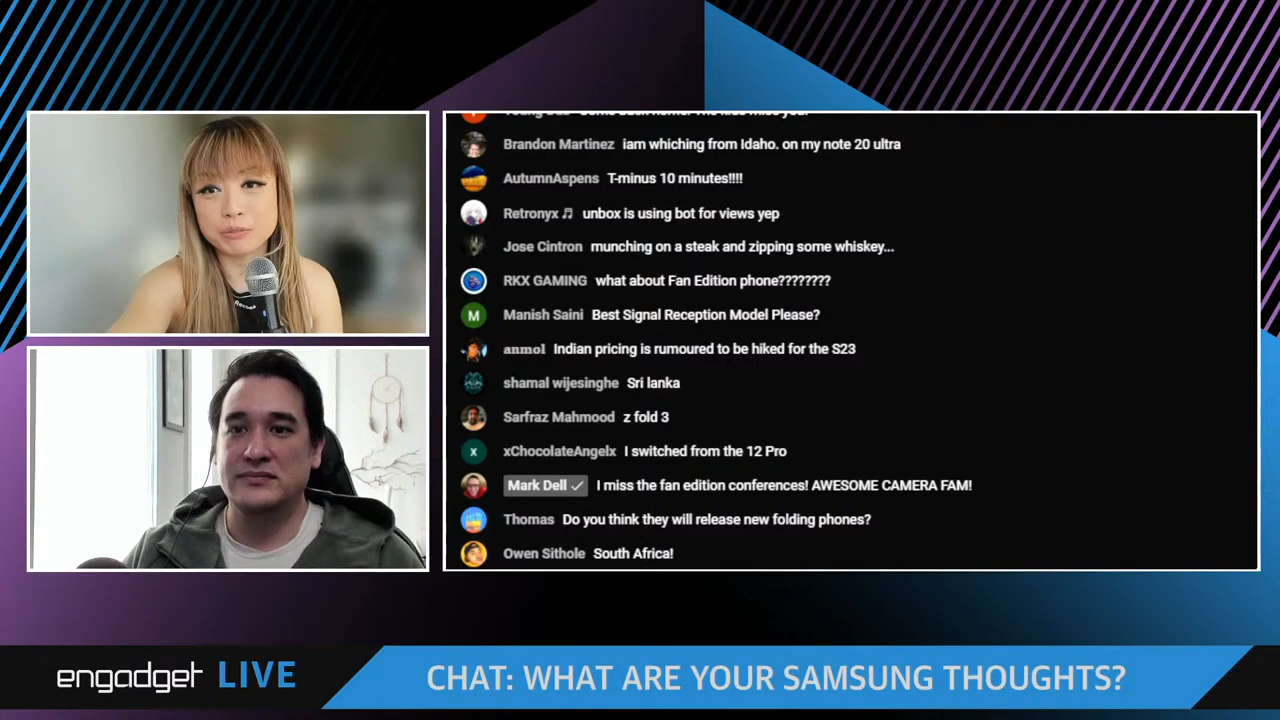 Brandon Martinez iam whiching from Idaho. on my note 20 ultra
AutumnAspens T-minus 10 minutes!!!!
Retronyx 🎵 unbox is using bot for views yep
Jose Cintron munching on a steak and zipping some whiskey...
RKX GAMING what about Fan Edition phone????????
M
Manish Saini Best Signal Reception Model Please?
anmol Indian pricing is rumoured to be hiked for the S23
shamal wijesinghe Sri lanka
Sarfraz Mahmood z fold 3
x
xChocolateAngelx I switched from the 12 Pro
Mark Dell ✓ I miss the fan edition conferences! AWESOME CAMERA FAM!
Thomas Do you think they will release new folding phones?
Owen Sithole South Africa!
engadget LIVE
CHAT: WHAT ARE YOUR SAMSUNG THOUGHTS?